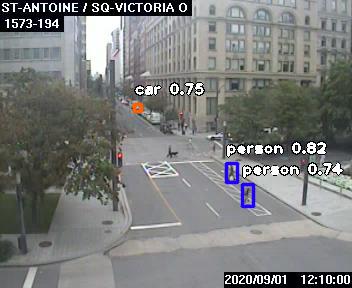 ST-ANTOINE / SQ-VICTORIA O
1573-194
car 0.75
person 0.82
person 0.74
2020/09/01 12:10:00